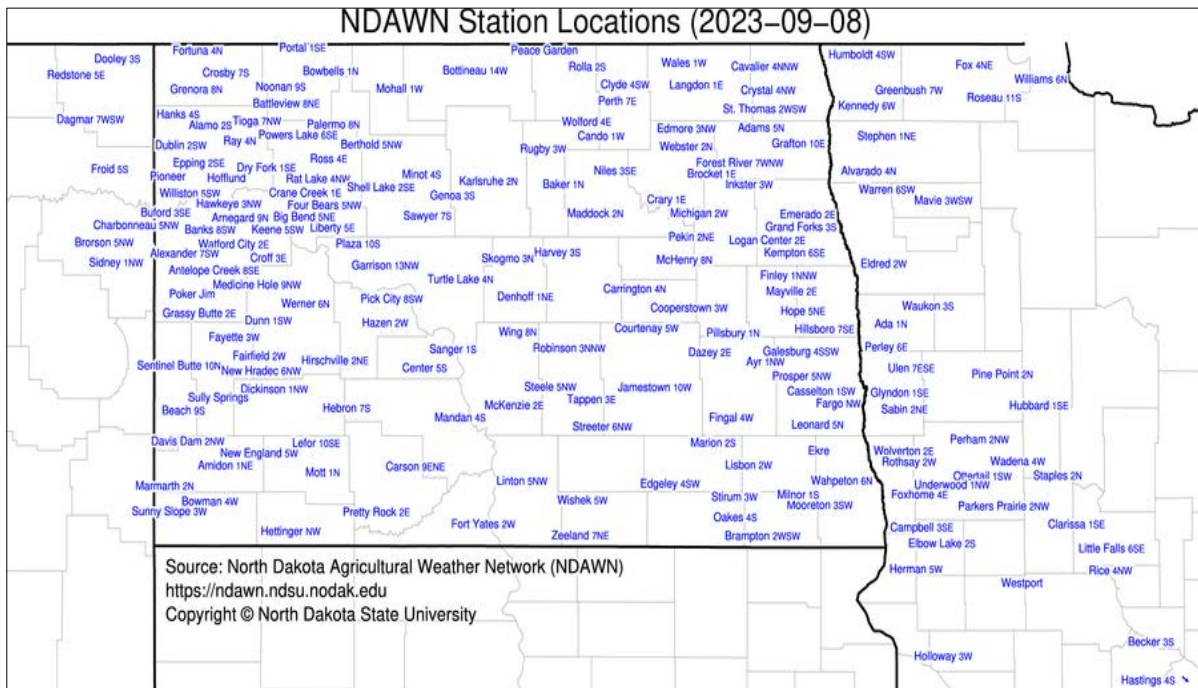 NDAWN Station Locations (2023−09−08)
Fortuna 4N
Portal 1SE
Peace Garden
Humboldt 4SW
Dooley 3S
Wales 1W
Cavalier 4NNW
Fox 4NE
Redstone 5E
Crosby 7S
Bowbells 1N
Bottineau 14W
Rolla 2S
Williams 6N
Grenora 8N
Noonan 9S
Mohall 1W
Clyde 4SW
Langdon 1E
Crystal 4NW
Greenbush 7W
Roseau 11S
Battleview 8NE
Perth 7E
St. Thomas 2WSW
Kennedy 6W
Dagmar 7WSW
Hanks 4S
Alamo 2S
Tioga 7NW
Palermo 8N
Wolford 4E
Edmore 3NW
Adams 5N
Powers Lake 6SE
Cando 1W
Stephen 1NE
Dublin 2SW
Ray 4N
Berthold 5NW
Rugby 3W
Webster 2N
Grafton 10E
Epping 2SE
Ross 4E
Forest River 7WNW
Froid 5S
Pioneer
Hofflund
Dry Fork 1SE
Rat Lake 4NW
Minot 4S
Karlsruhe 2N
Niles 3SE
Brocket 1E
Alvarado 4N
Williston 5SW
Crane Creek 1E
Shell Lake 2SE
Genoa 3S
Baker 1N
Inkster 3W
Warren 6SW
Hawkeye 3NW
Four Bears 5NW
Crary 1E
Mavie 3WSW
Buford 3SE
Arnegard 9N
Big Bend 5NE
Sawyer 7S
Maddock 2N
Michigan 2W
Emerado 2E
Charbonneau 5NW
Banks 8SW
Keene 5SW
Liberty 5E
Grand Forks 3S
Brorson 5NW
Watford City 2E
Plaza 10S
Pekin 2NE
Logan Center 2E
Sidney 1NW
Alexander 7SW
Croff 3E
Garrison 13NW
Skogmo 3N
Harvey 3S
McHenry 8N
Kempton 6SE
Eldred 2W
Antelope Creek 8SE
Turtle Lake 4N
Finley 1NNW
Medicine Hole 9NW
Carrington 4N
Mayville 2E
Poker Jim
Werner 6N
Pick City 8SW
Denhoff 1NE
Cooperstown 3W
Hope 5NE
Waukon 3S
Grassy Butte 2E
Dunn 1SW
Hazen 2W
Wing 8N
Courtenay 5W
Pillsbury 1N
Hillsboro 7SE
Ada 1N
Fayette 3W
Sanger 1S
Robinson 3NNW
Dazey 2E
Galesburg 4SSW
Perley 6E
Sentinel Butte 10N
Fairfield 2W
Hirschville 2NE
Center 5S
Ayr 1NW
Ulen 7ESE
New Hradec 6NW
Prosper 5NW
Pine Point 2N
Dickinson 1NW
Steele 5NW
Jamestown 10W
Casselton 1SW
Glyndon 1SE
Sully Springs
Tappen 3E
Fargo NW
Hubbard 1SE
Beach 9S
Hebron 7S
Mandan 4S
McKenzie 2E
Fingal 4W
Sabin 2NE
Streeter 6NW
Leonard 5N
Davis Dam 2NW
Lefor 10SE
Marion 2S
Perham 2NW
New England 5W
Ekre
Wolverton 2E
Amidon 1NE
Mott 1N
Carson 9ENE
Lisbon 2W
Rothsay 2W
Wadena 4W
Marmarth 2N
Linton 5NW
Edgeley 4SW
Wahpeton 6N
Ottertail 1SW
Staples 2N
Underwood 1NW
Bowman 4W
Wishek 5W
Stirum 3W
Milnor 1S
Foxhome 4E
Sunny Slope 3W
Pretty Rock 2E
Mooreton 3SW
Parkers Prairie 2NW
Hettinger NW
Fort Yates 2W
Oakes 4S
Campbell 3SE
Clarissa 1SE
Zeeland 7NE
Brampton 2WSW
Elbow Lake 2S
Little Falls 6SE
Source: North Dakota Agricultural Weather Network (NDAWN)
Herman 5W
Rice 4NW
https://ndawn.ndsu.nodak.edu
Westport
Copyright © North Dakota State University
Becker 3S
Holloway 3W
Hastings 4S